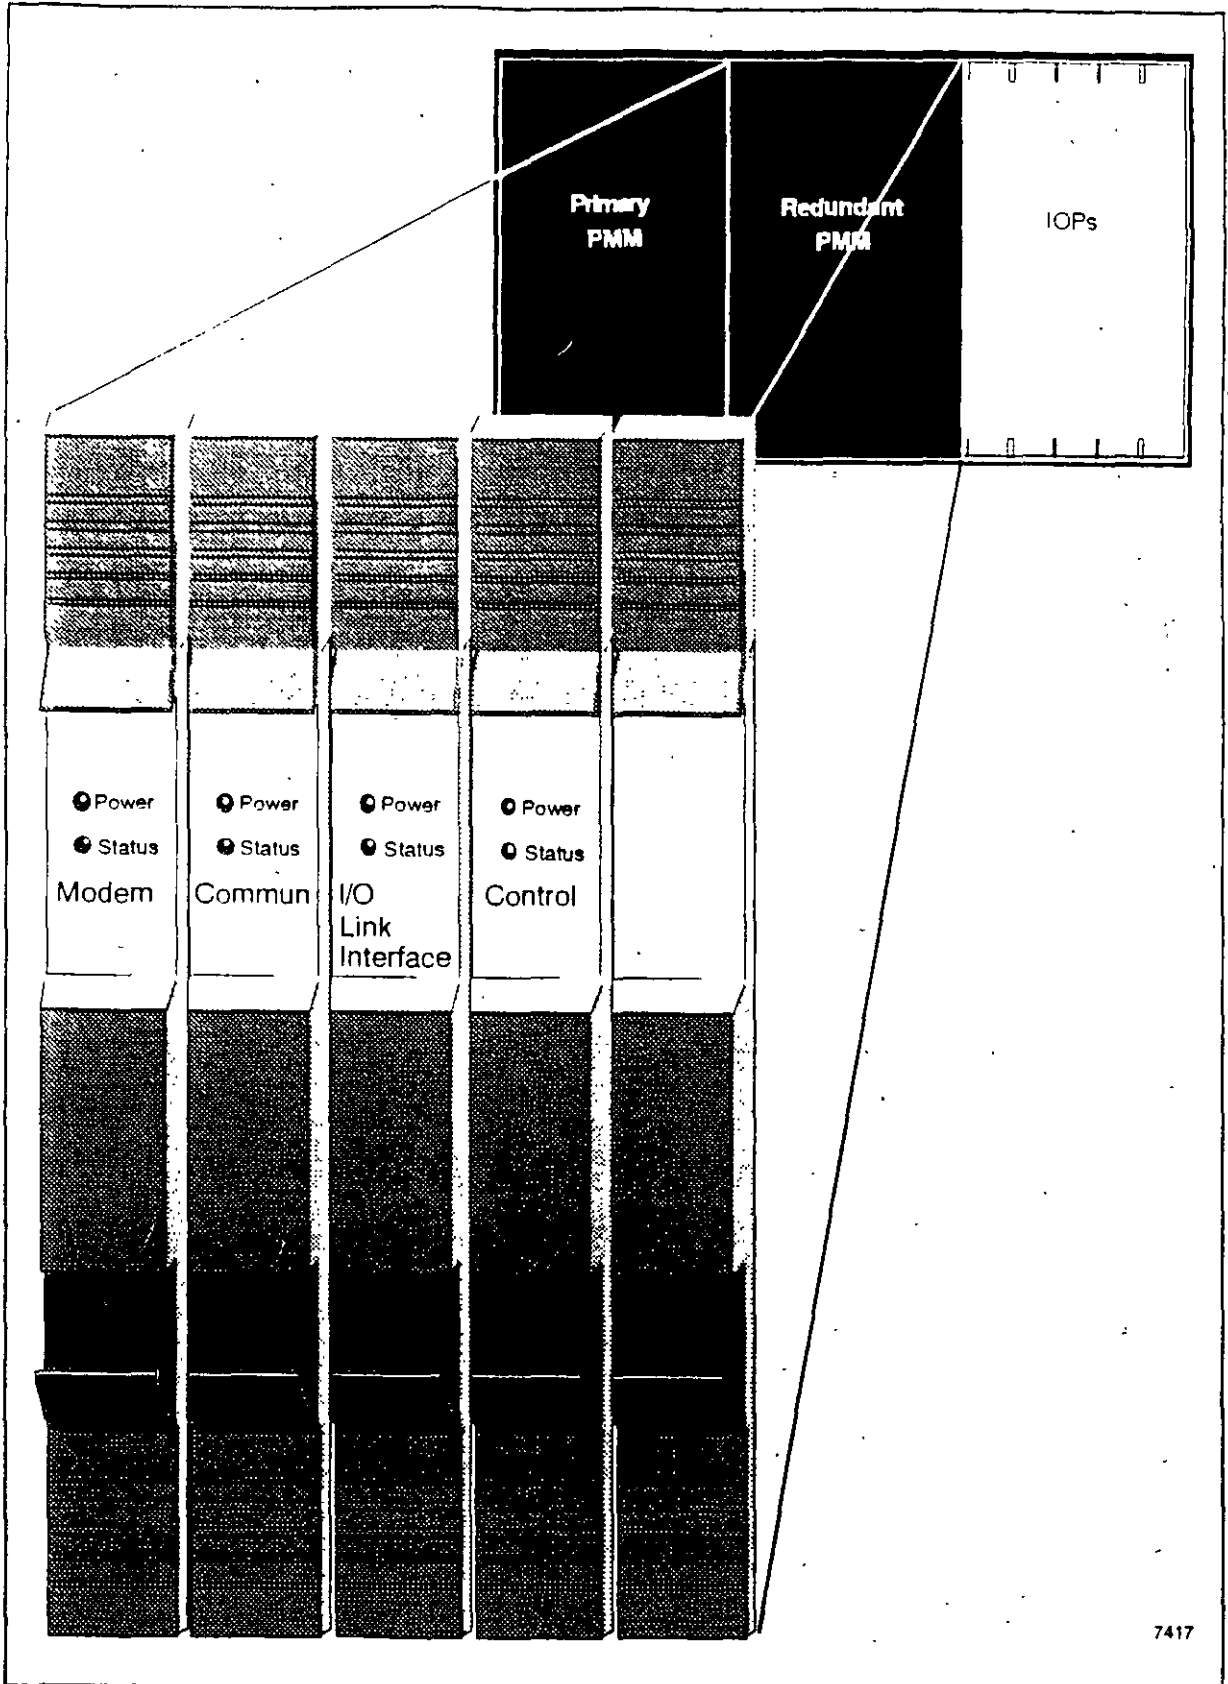 Primary
PMM
Redundant
PMM
IOPs
Power
Status
Modem
Power
Status
Commun
Power
Status
I/O
Link
Interface
Power
Status
Control
7417